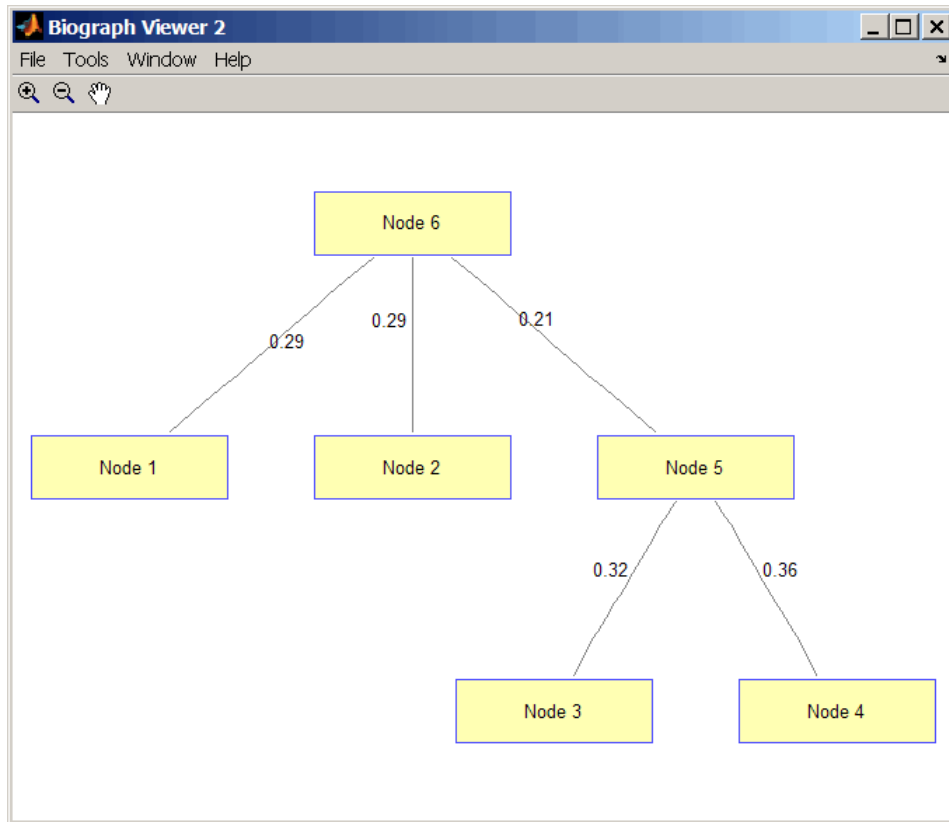 Biograph Viewer 2
File Tools Window Help
Node 6
0.29
0.29
0.21
Node 1
Node 2
Node 5
0.32
0.36
Node 3
Node 4